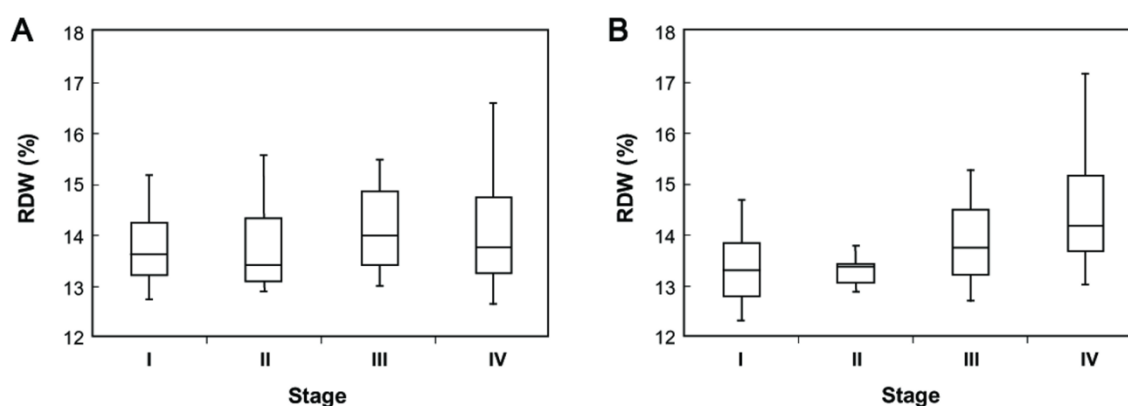 A
RDW (%)
18
17
16
15
14
13
12
I II III IV
Stage
B
RDW (%)
18
17
16
15
14
13
12
I II III IV
Stage